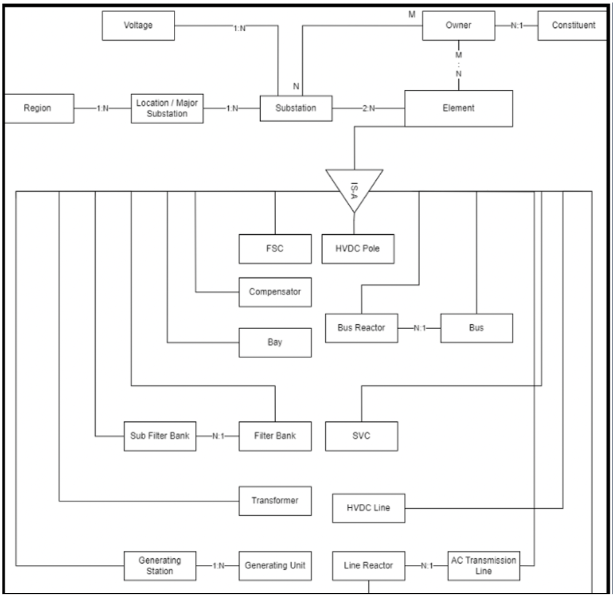 Voltage
1:N
M
Owner
N:1
Constituent
M
:
N
N
Region
1:N
Location / Major
Substation
1:N
Substation
2:N
Element
IS-A
FSC
HVDC Pole
Compensator
Bus Reactor
N:1
Bus
Bay
Sub Filter Bank
N:1
Filter Bank
SVC
Transformer
HVDC Line
Generating
Station
1:N
Generating Unit
Line Reactor
N:1
AC Transmission
Line